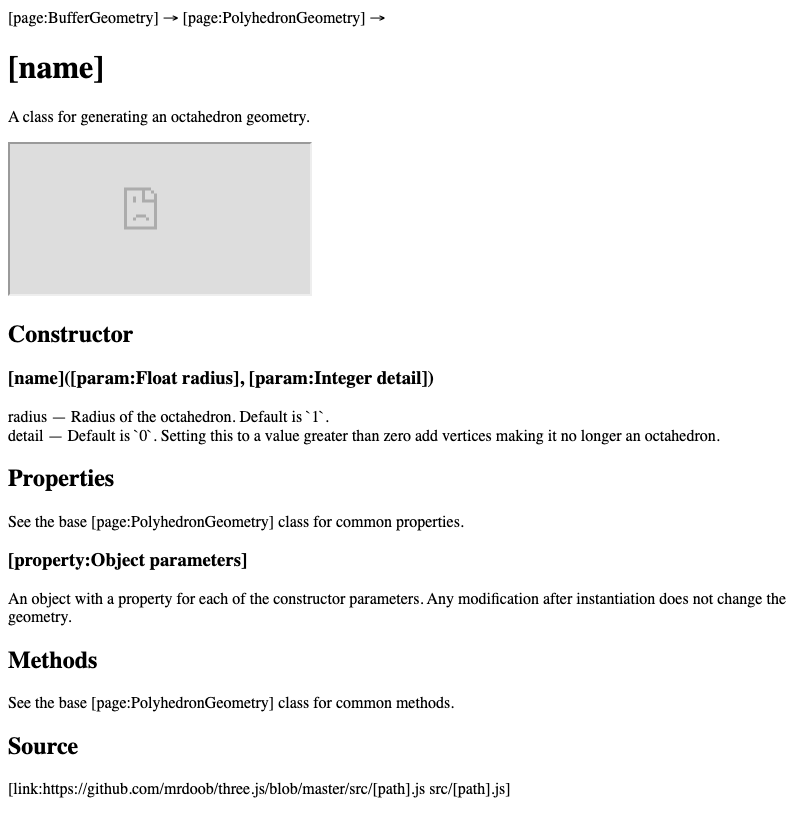 [page:BufferGeometry] → [page:PolyhedronGeometry] →
[name]
A class for generating an octahedron geometry.
Constructor
[name]([param:Float radius], [param:Integer detail])
radius — Radius of the octahedron. Default is `1`.
detail — Default is `0`. Setting this to a value greater than zero add vertices making it no longer an octahedron.
Properties
See the base [page:PolyhedronGeometry] class for common properties.
[property:Object parameters]
An object with a property for each of the constructor parameters. Any modification after instantiation does not change the
geometry.
Methods
See the base [page:PolyhedronGeometry] class for common methods.
Source
[link:https://github.com/mrdoob/three.js/blob/master/src/[path].js src/[path].js]